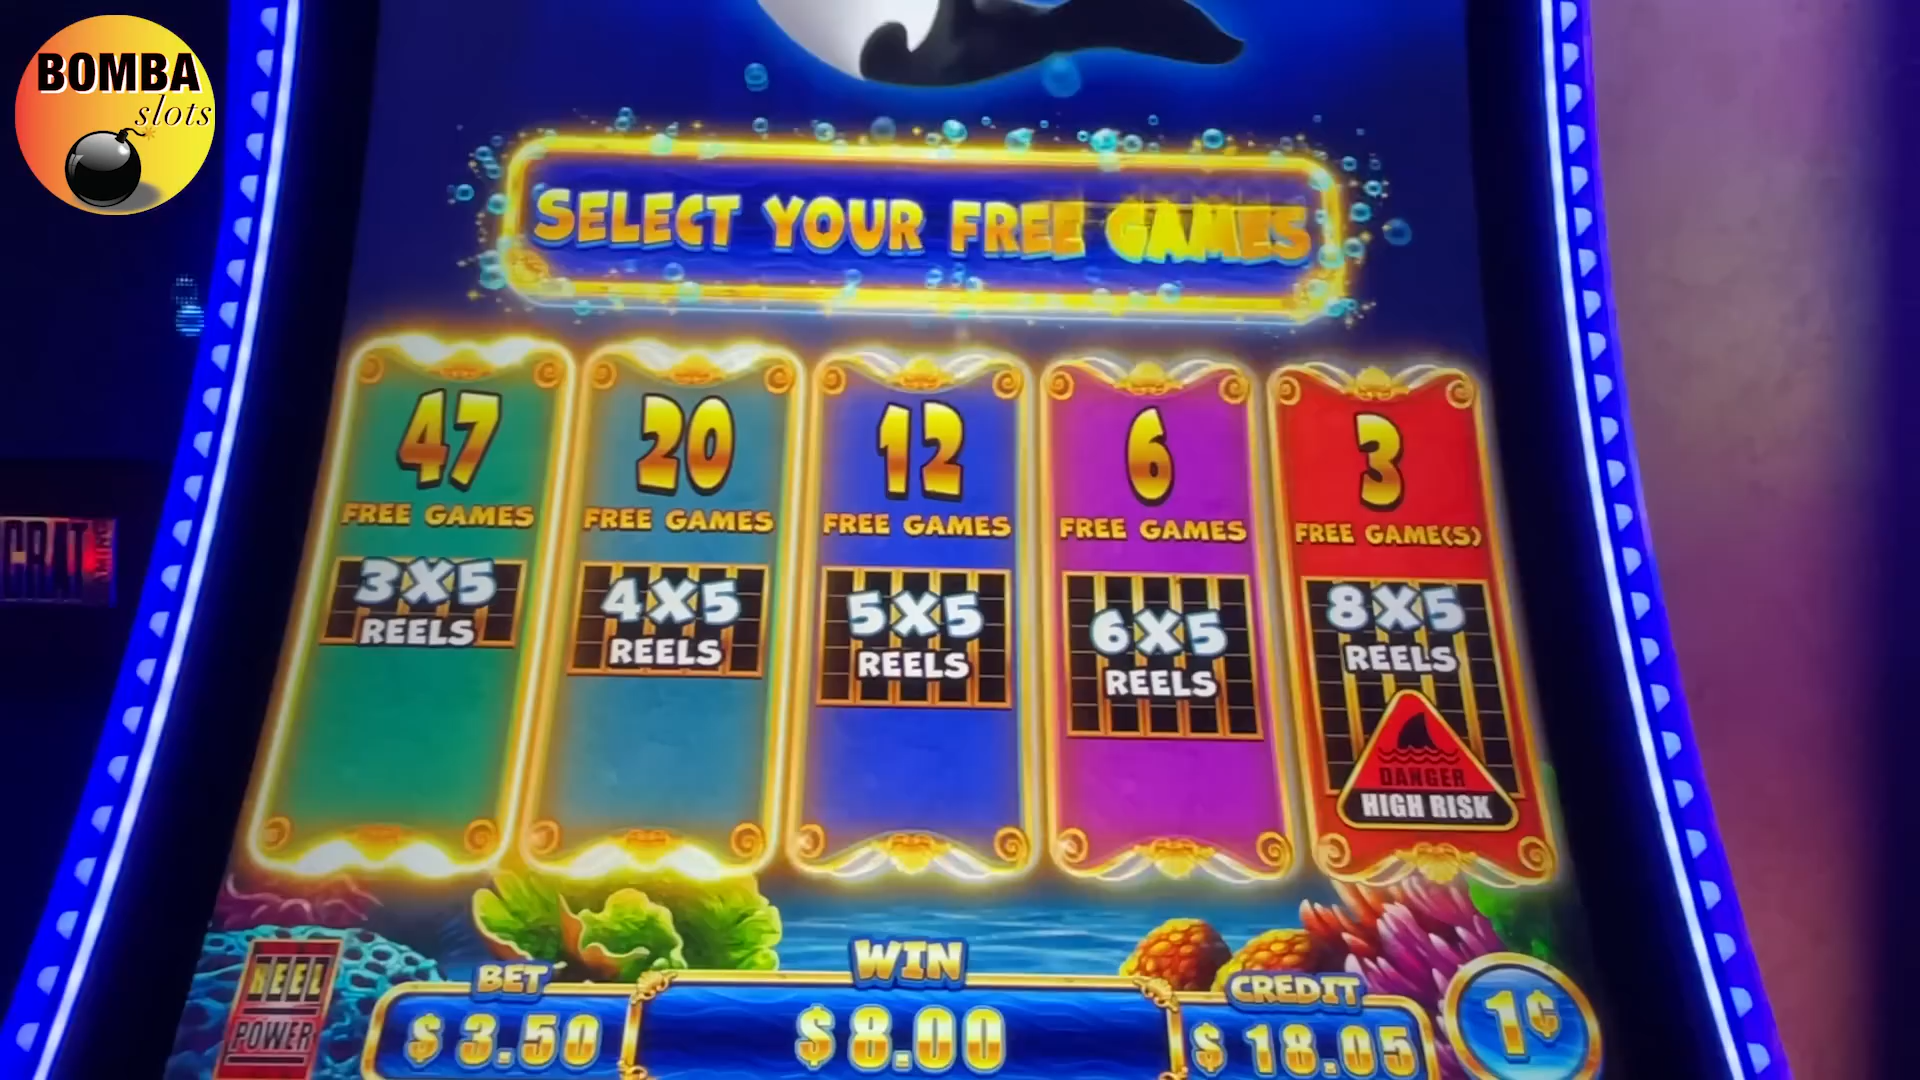 BOMBA
slots
SELECT YOUR FREE GAMES
47
FREE GAMES
3X5
REELS
20
FREE GAMES
4X5
REELS
12
FREE GAMES
5X5
REELS
6
FREE GAMES
6X5
REELS
3
FREE GAME(S)
8X5
REELS
DANGER
HIGH RISK
REEL
POWER
BET
$3.50
WIN
$8.00
CREDIT
$18.05
1¢